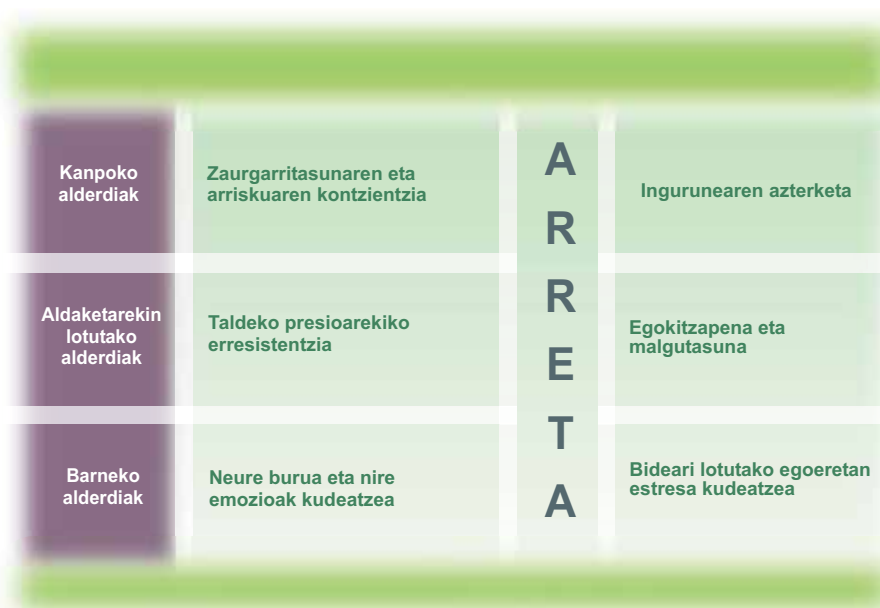 Kanpoko
alderdiak
Zaurgarritasunaren eta
arriskuaren kontzientzia
Ingurunearen azterketa
Aldaketarekin
lotutako
alderdiak
Taldeko presioarekiko
erresistentzia
Egokitzapena eta
malgutasuna
Barneko
alderdiak
Neure burua eta nire
emozioak kudeatzea
Bideari lotutako egoeretan
estresa kudeatzea
A
R
R
E
T
A